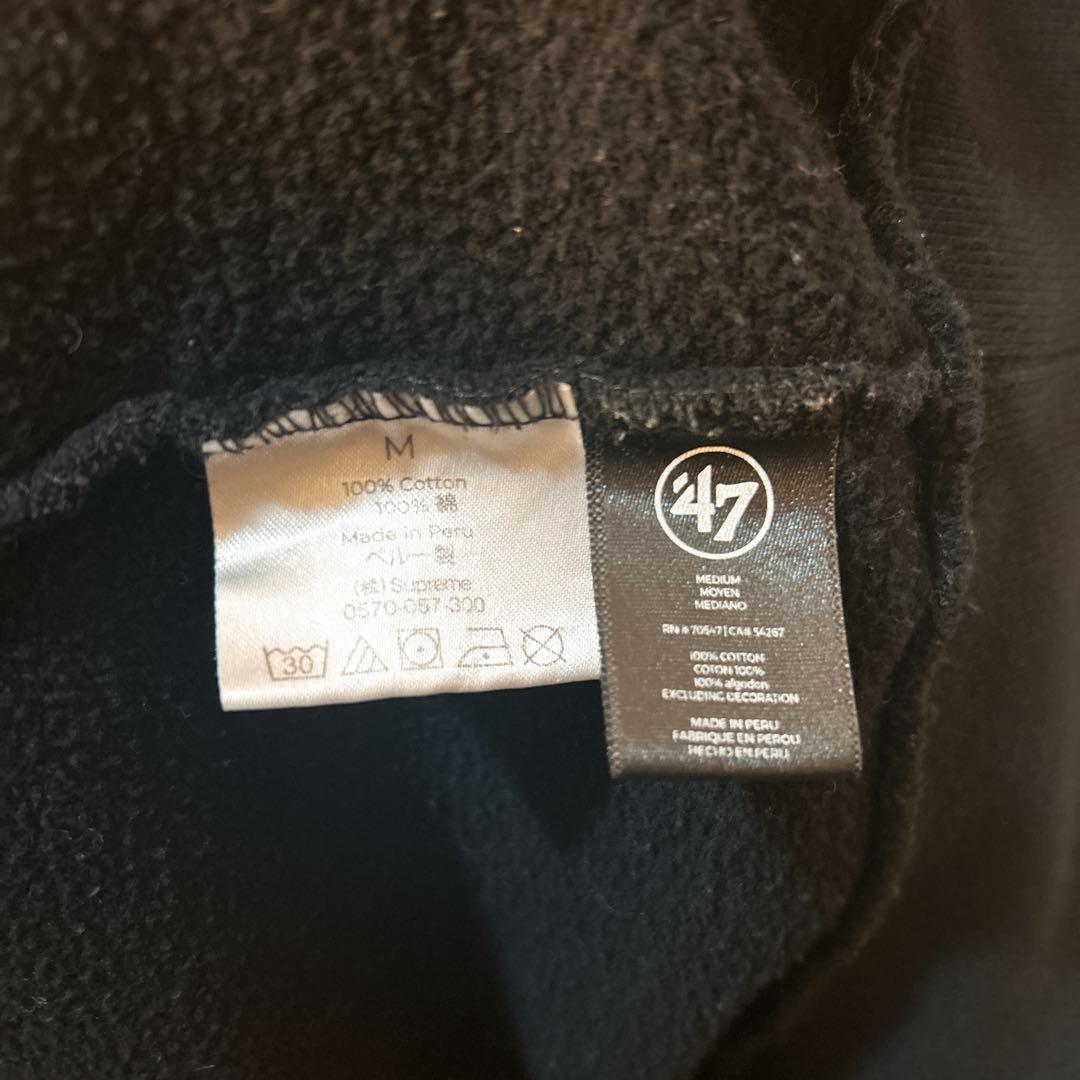 M
100% Cotton
100% 綿
Made in Peru
ペルー製
(株) Supreme
0570-057-300
30
'47
MEDIUM
MOYEN
MEDIANO
RN # 70547 | CA# 54267
100% COTTON
COTON 100%
100% algodon
EXCLUDING DECORATION
MADE IN PERU
FABRIQUE EN PEROU
HECHO EN PERU